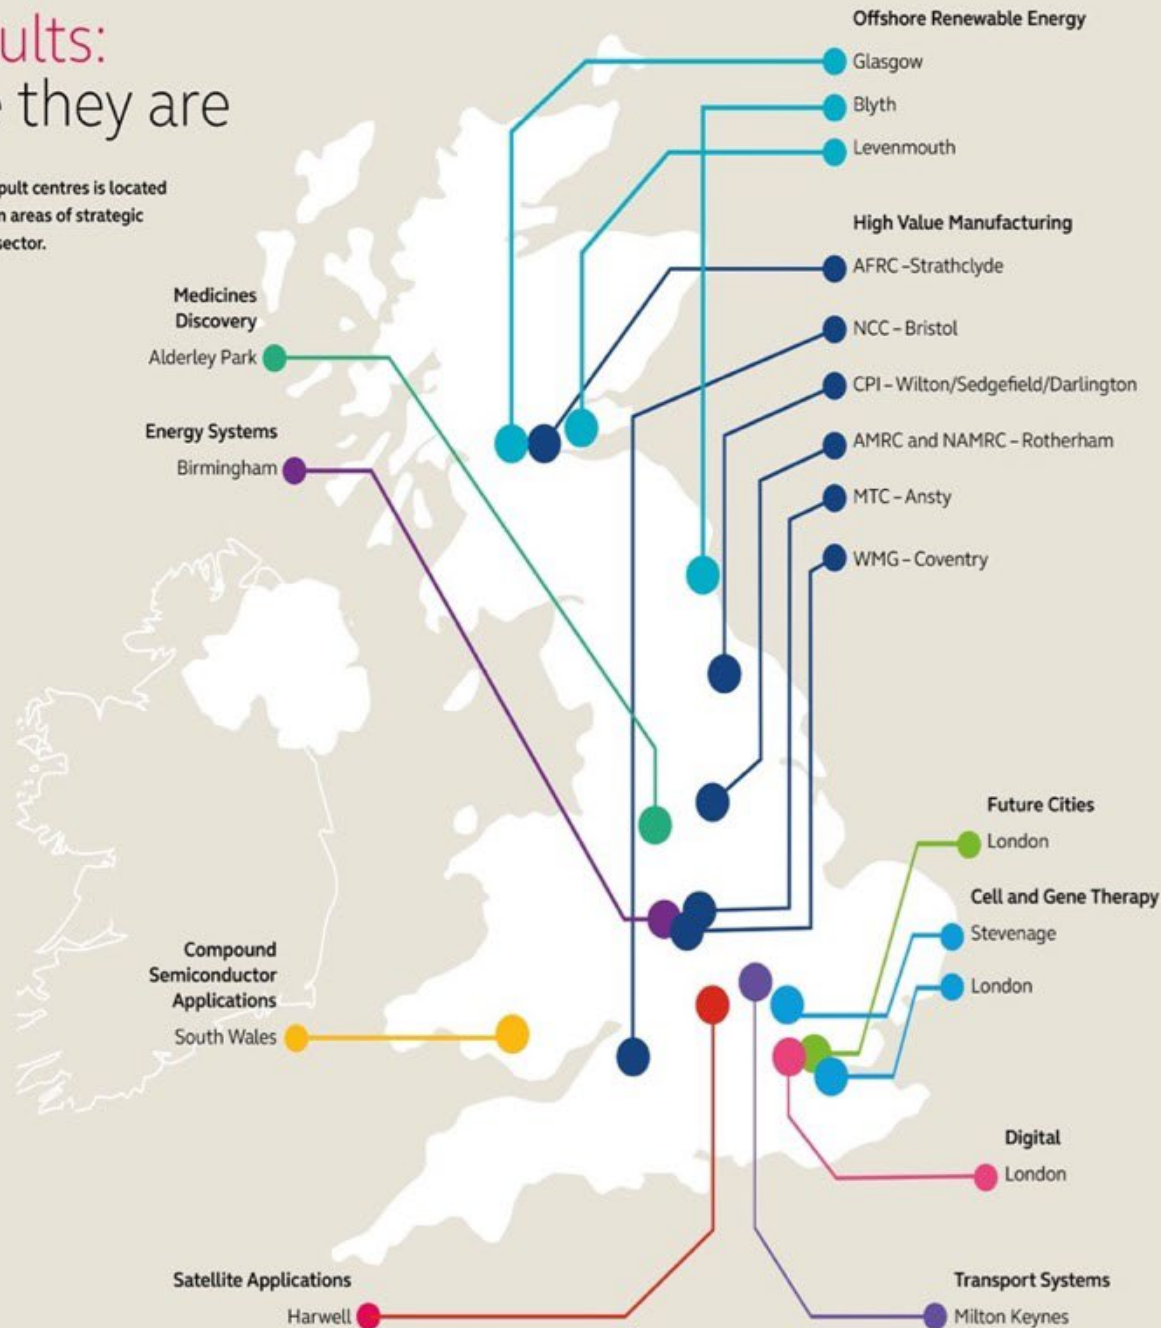 ults:
they are
pult centres is located
areas of strategic
sector.
Offshore Renewable Energy
Glasgow
Blyth
Levenmouth
High Value Manufacturing
AFRC –Strathclyde
NCC – Bristol
CPI – Wilton/Sedgefield/Darlington
AMRC and NAMRC – Rotherham
MTC – Ansty
WMG – Coventry
Medicines
Discovery
Alderley Park
Energy Systems
Birmingham
Future Cities
London
Cell and Gene Therapy
Stevenage
London
Compound
Semiconductor
Applications
South Wales
Digital
London
Satellite Applications
Harwell
Transport Systems
Milton Keynes